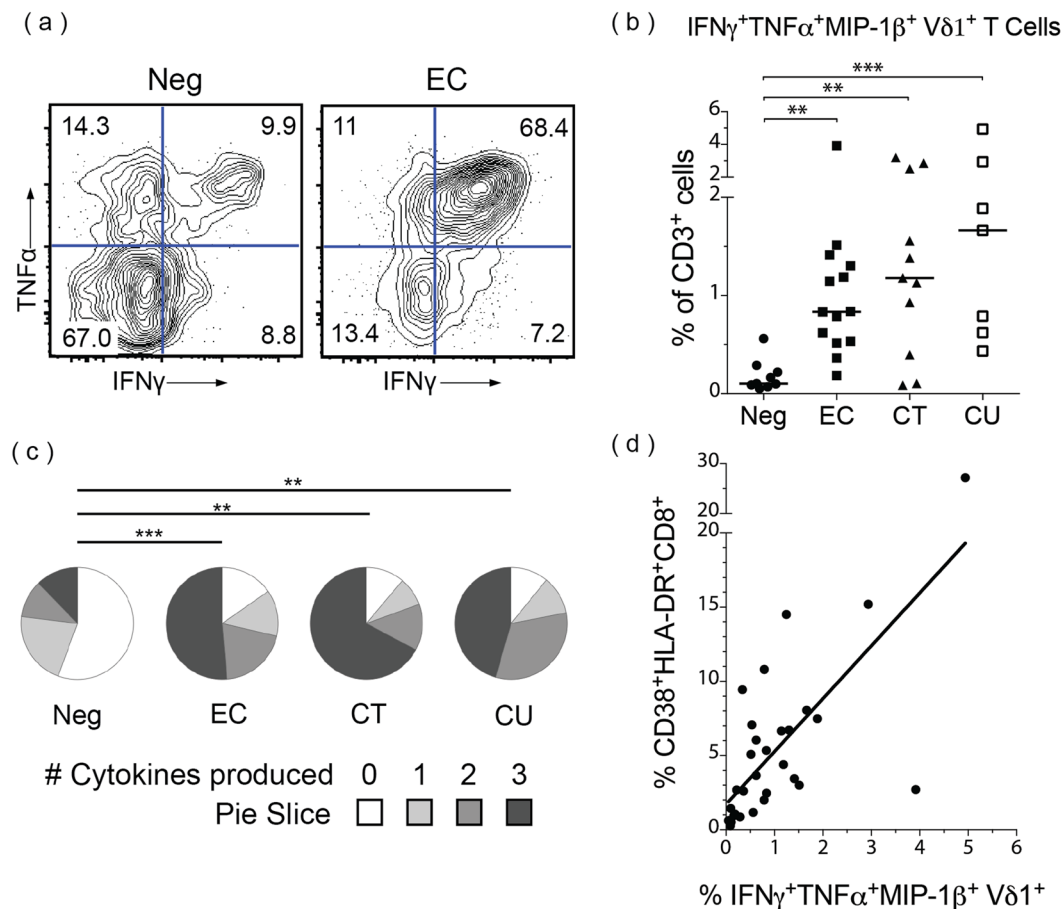 (a)
Neg
EC
14.3
9.9
67.0
8.8
11
68.4
13.4
7.2
TNFα
IFNγ
IFNγ
(b)
IFNγ+TNFα+MIP-1β+ Vδ1+ T Cells
***
**
**
% of CD3+ cells
6
4
2
2
1
0
Neg
EC
CT
CU
(c)
**
**
***
Neg
EC
CT
CU
# Cytokines produced 0 1 2 3
Pie Slice
(d)
% CD38+HLA-DR+CD8+
30
20
20
15
10
5
0
0 1 2 3 4 5 6
% IFNγ+TNFα+MIP-1β+ Vδ1+